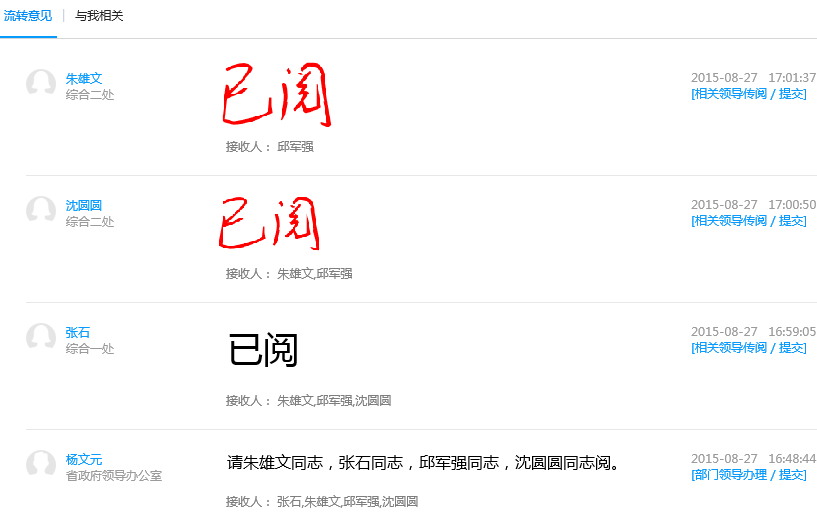 流转意见 | 与我相关
朱雄文
综合二处
已阅
接收人： 邱军强
2015-08-27 17:01:37
[相关领导传阅 / 提交]
沈圆圆
综合二处
已阅
接收人： 朱雄文,邱军强
2015-08-27 17:00:50
[相关领导传阅 / 提交]
张石
综合一处
已阅
接收人： 朱雄文,邱军强,沈圆圆
2015-08-27 16:59:05
[相关领导传阅 / 提交]
杨文元
省政府领导办公室
请朱雄文同志，张石同志，邱军强同志，沈圆圆同志阅。
接收人： 张石,朱雄文,邱军强,沈圆圆
2015-08-27 16:48:44
[部门领导办理 / 提交]